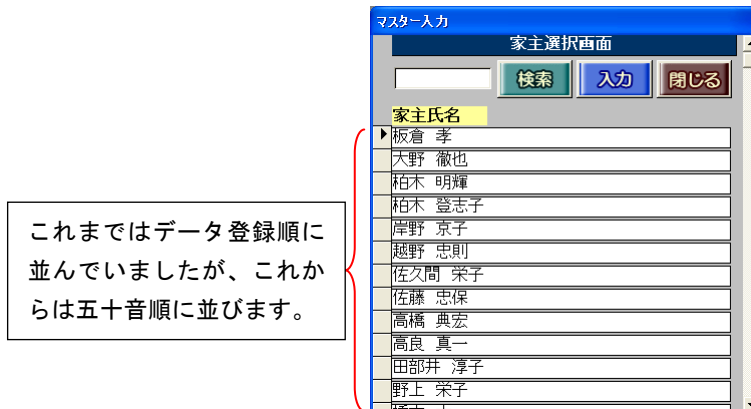 マスター入力
家主選択画面
検索 入力 閉じる
家主氏名
板倉 孝
大野 徹也
柏木 明輝
柏木 登志子
岸野 京子
越野 忠則
佐久間 栄子
佐藤 忠保
高橋 典宏
高良 真一
田部井 淳子
野上 栄子
これまではデータ登録順に
並んでいましたが、これか
らは五十音順に並びます。